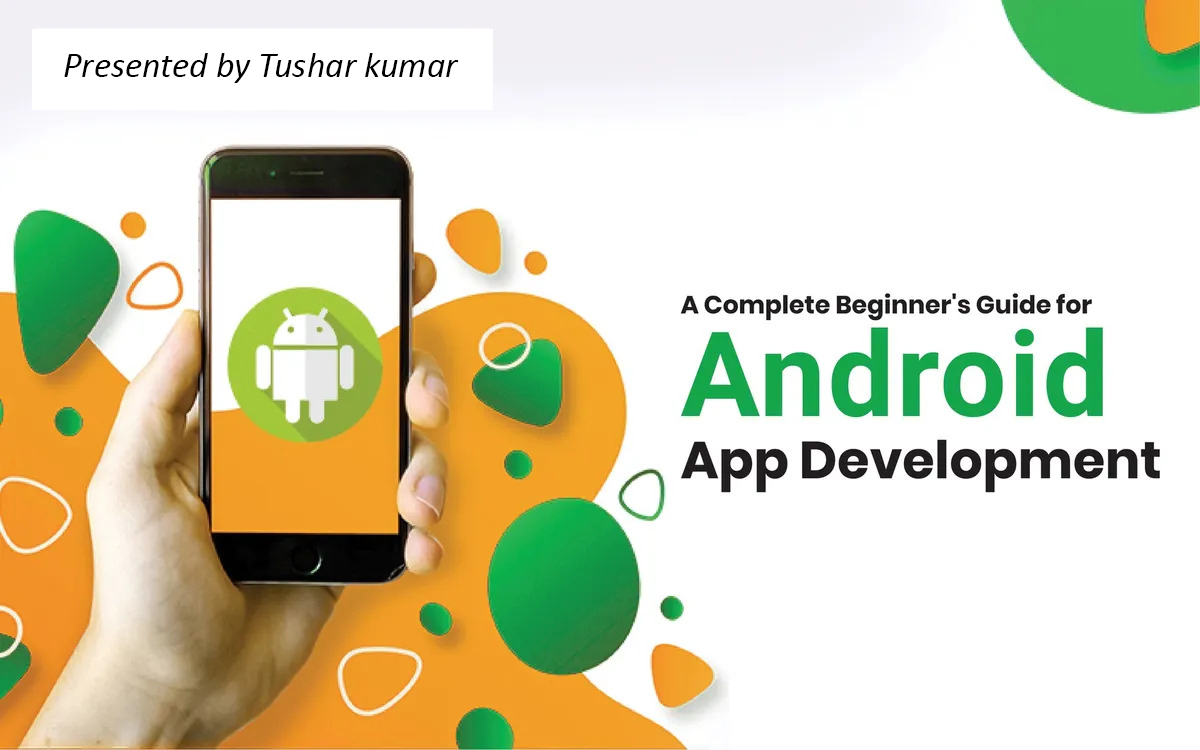 Presented by Tushar kumar
A Complete Beginner's Guide for
Android
App Development